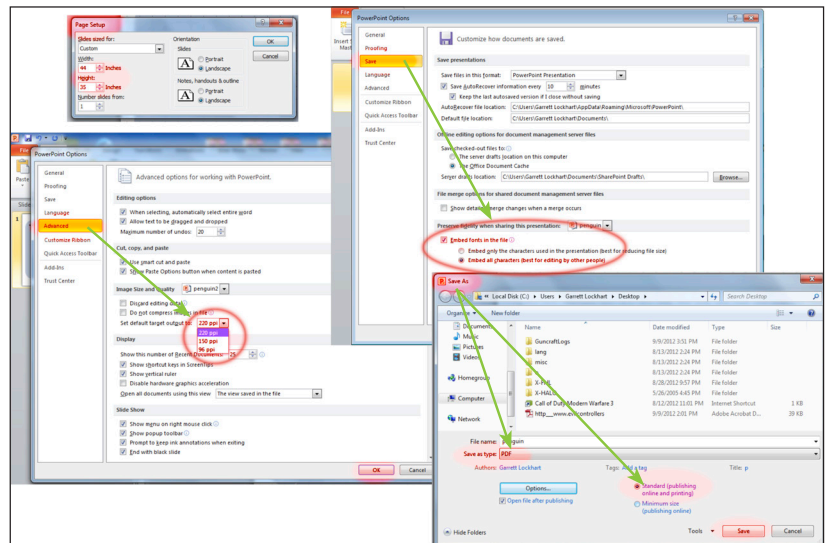 Page Setup
Slides sized for:
Custom
Width:
44 Inches
Height:
35 Inches
Number slides from:
1
Orientation
Slides
Portrait
Landscape
Notes, handouts & outline
Portrait
Landscape
OK
Cancel
File
Insert
PowerPoint Options
General
Proofing
Save
Language
Advanced
Customize Ribbon
Quick Access Toolbar
Add-Ins
Trust Center
Customize how documents are saved.
Save presentations
Save files in this format: PowerPoint Presentation
Save AutoRecover information every 10 minutes
Keep the last autosaved version if I close without saving
AutoRecover file location: C:\Users\Garrett Lockhart\AppData\Roaming\Microsoft\PowerPoint\
Default file location: C:\Users\Garrett Lockhart\Documents\
Offline editing options for document management server files
Save checked-out files to:
The server drafts location on this computer
The Office Document Cache
Server drafts location: C:\Users\Garrett Lockhart\Documents\SharePoint Drafts\
Browse...
File merge options for shared document management server files
Show detailed merge changes when a merge occurs
Preserve fidelity when sharing this presentation: penguin
Embed fonts in the file
Embed only the characters used in the presentation (best for reducing file size)
Embed all characters (best for editing by other people)
PowerPoint Options
Paste
General
Proofing
Save
Language
Advanced
Customize Ribbon
Quick Access Toolbar
Add-Ins
Trust Center
Advanced options for working with PowerPoint.
Editing options
When selecting, automatically select entire word
Allow text to be dragged and dropped
Maximum number of undos: 20
Cut, copy, and paste
Use smart cut and paste
Show Paste Options button when content is pasted
Image Size and Quality penguin2
Discard editing data
Do not compress images in file
Set default target output to: 220 ppi
220 ppi
150 ppi
96 ppi
Display
Show this number of Recent Documents: 25
Show shortcut keys in ScreenTips
Show vertical ruler
Disable hardware graphics acceleration
Open all documents using this view The view saved in the file
Slide Show
Show menu on right mouse click
Show popup toolbar
Prompt to keep ink annotations when exiting
End with black slide
OK
Cancel
Save As
Local Disk (C:) Users Garrett Lockhart Desktop
Search Desktop
Organize New folder
Documents
Music
Pictures
Videos
Homegroup
Computer
Network
Name Date modified Type Size
GuncraftLogs 9/9/2012 3:51 PM File folder
lang 8/13/2012 2:24 PM File folder
misc 8/13/2012 2:24 PM File folder
8/13/2012 2:24 PM File folder
8/28/2012 9:57 PM File folder
5/26/2005 4:45 PM File folder
Call of Duty Modern Warfare 3 8/12/2012 11:01 PM Internet Shortcut 1 KB
9/9/2012 2:01 PM Adobe Acrobat D... 39 KB
File name: penguin
Save as type: PDF
Authors: Garrett Lockhart
Tags: Add a tag
Title: p
Options...
Open file after publishing
Standard (publishing
online and printing)
Minimum size
(publishing online)
Hide Folders
Tools
Save
Cancel